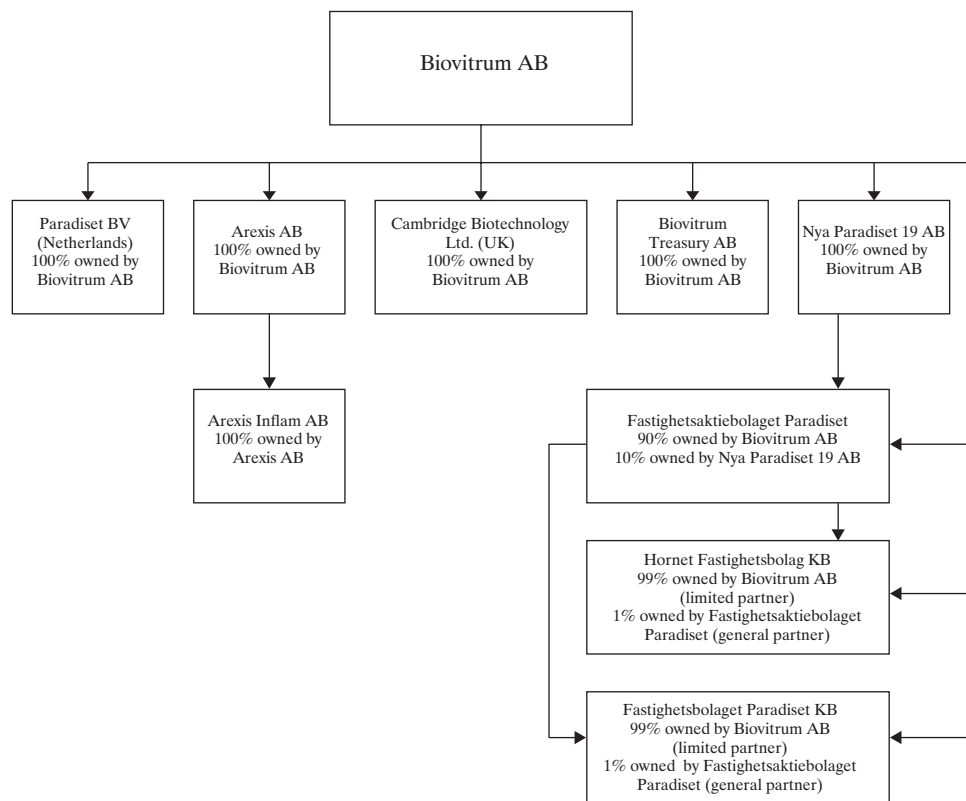 Biovitrum AB
Paradiset BV
(Netherlands)
100% owned by
Biovitrum AB
Arexis AB
100% owned by
Biovitrum AB
Cambridge Biotechnology
Ltd. (UK)
100% owned by
Biovitrum AB
Biovitrum
Treasury AB
100% owned by
Biovitrum AB
Nya Paradiset 19 AB
100% owned by
Biovitrum AB
Arexis Inflam AB
100% owned by
Arexis AB
Fastighetsaktiebolaget Paradiset
90% owned by Biovitrum AB
10% owned by Nya Paradiset 19 AB
Hornet Fastighetsbolag KB
99% owned by Biovitrum AB
(limited partner)
1% owned by Fastighetsaktiebolaget
Paradiset (general partner)
Fastighetsbolaget Paradiset KB
99% owned by Biovitrum AB
(limited partner)
1% owned by Fastighetsaktiebolaget
Paradiset (general partner)